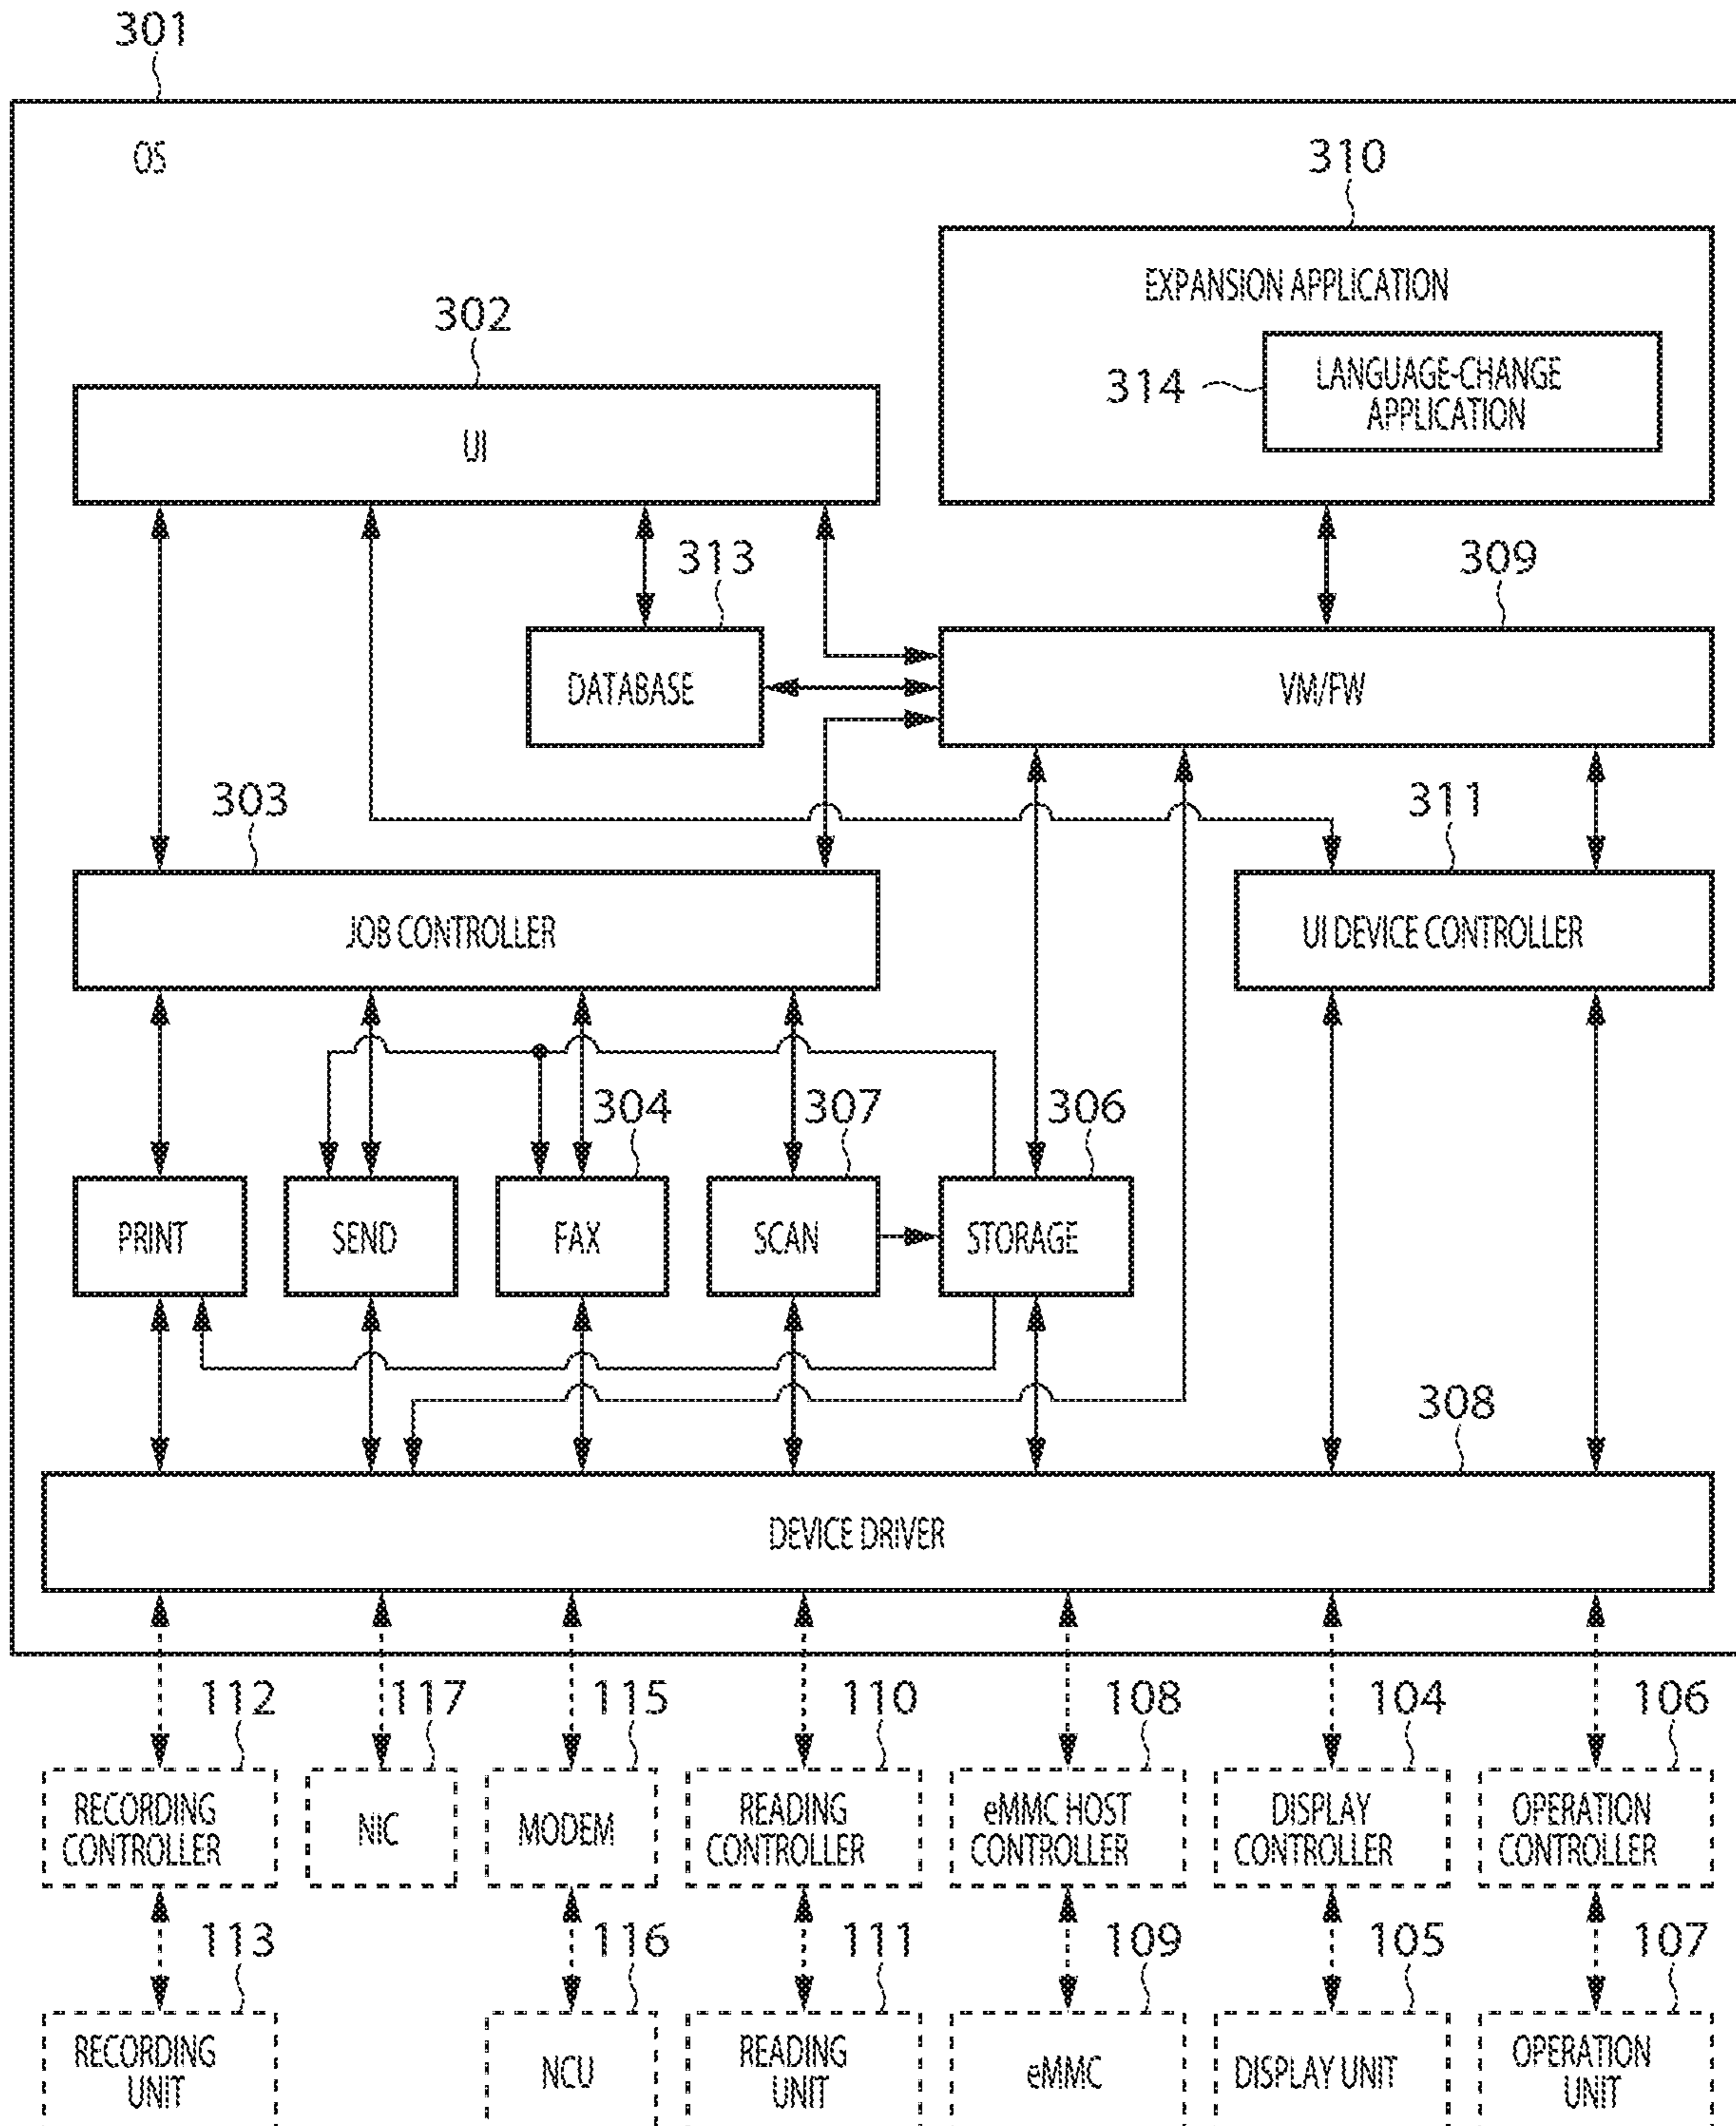 301
OS
310
EXPANSION APPLICATION
302
314
LANGUAGE-CHANGE
APPLICATION
UI
313
309
DATABASE
VM/FW
303
311
JOB CONTROLLER
UI DEVICE CONTROLLER
304
307
306
PRINT
SEND
FAX
SCAN
STORAGE
308
DEVICE DRIVER
112
117
115
110
108
104
106
RECORDING
CONTROLLER
NIC
MODEM
READING
CONTROLLER
eMMC HOST
CONTROLLER
DISPLAY
CONTROLLER
OPERATION
CONTROLLER
113
116
111
109
105
107
RECORDING
UNIT
NCU
READING
UNIT
eMMC
DISPLAY UNIT
OPERATION
UNIT